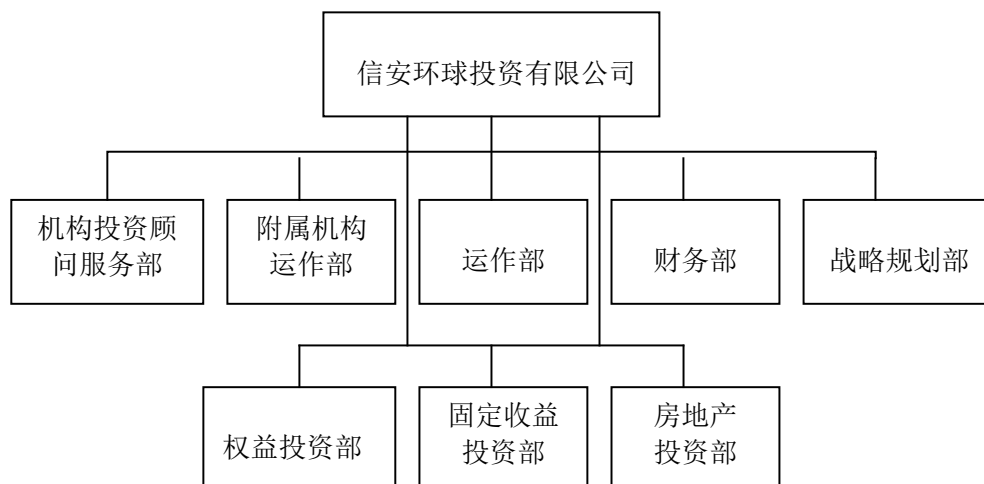 信安环球投资有限公司
机构投资顾
问服务部
附属机构
运作部
运作部
财务部
战略规划部
权益投资部
固定收益
投资部
房地产
投资部